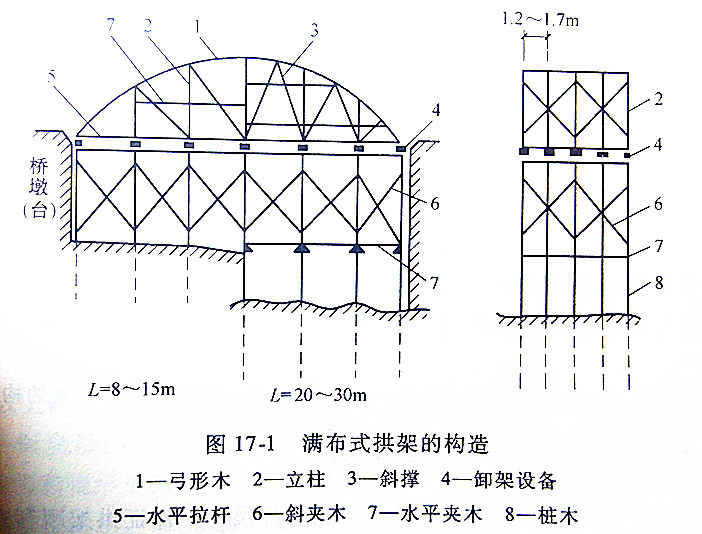 1.2～1.7m
7 2 1 3
5
4
2
4
桥墩(台)
6
6
7
7
8
L=8～15m L=20～30m
图 17-1 满布式拱架的构造
1—弓形木 2—立柱 3—斜撑 4—卸架设备
5—水平拉杆 6—斜夹木 7—水平夹木 8—桩木